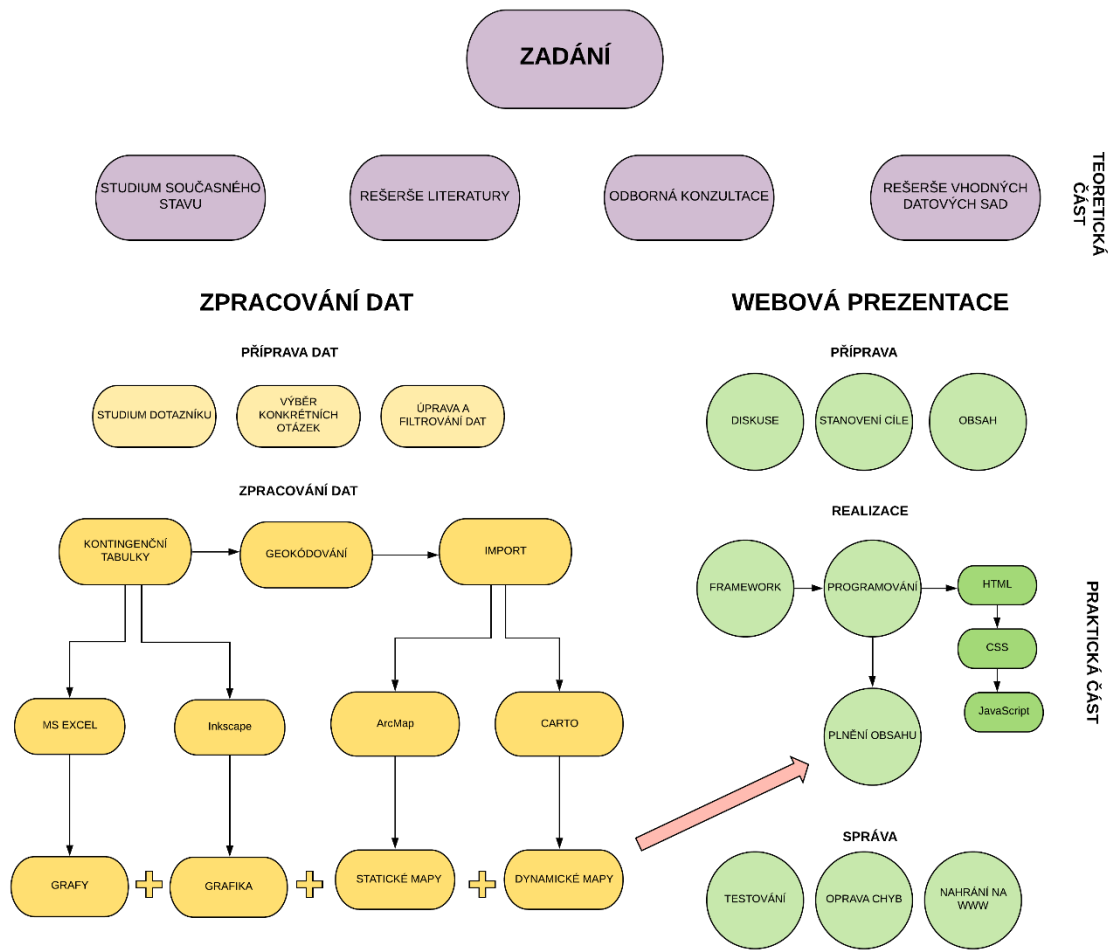 ZADÁNÍ
STUDIUM SOUČASNÉHO
STAVU
REŠERŠE LITERATURY
ODBORNÁ KONZULTACE
REŠERŠE VHODNÝCH
DATOVÝCH SAD
TEORETICKÁ
ČÁST
ZPRACOVÁNÍ DAT
WEBOVÁ PREZENTACE
PŘÍPRAVA DAT
PŘÍPRAVA
STUDIUM DOTAZNÍKU
VÝBĚR
KONKRÉTNÍCH
OTÁZEK
ÚPRAVA A
FILTROVÁNÍ DAT
DISKUSE
STANOVENÍ CÍLE
OBSAH
ZPRACOVÁNÍ DAT
REALIZACE
KONTINGENČNÍ
TABULKY
GEOKÓDOVÁNÍ
IMPORT
FRAMEWORK
PROGRAMOVÁNÍ
HTML
CSS
JavaScript
PRAKTICKÁ ČÁST
MS EXCEL
Inkscape
ArcMap
CARTO
PLNĚNÍ OBSAHU
SPRÁVA
GRAFY
GRAFIKA
STATICKÉ MAPY
DYNAMICKÉ MAPY
TESTOVÁNÍ
OPRAVA CHYB
NAHRÁNÍ NA
WWW